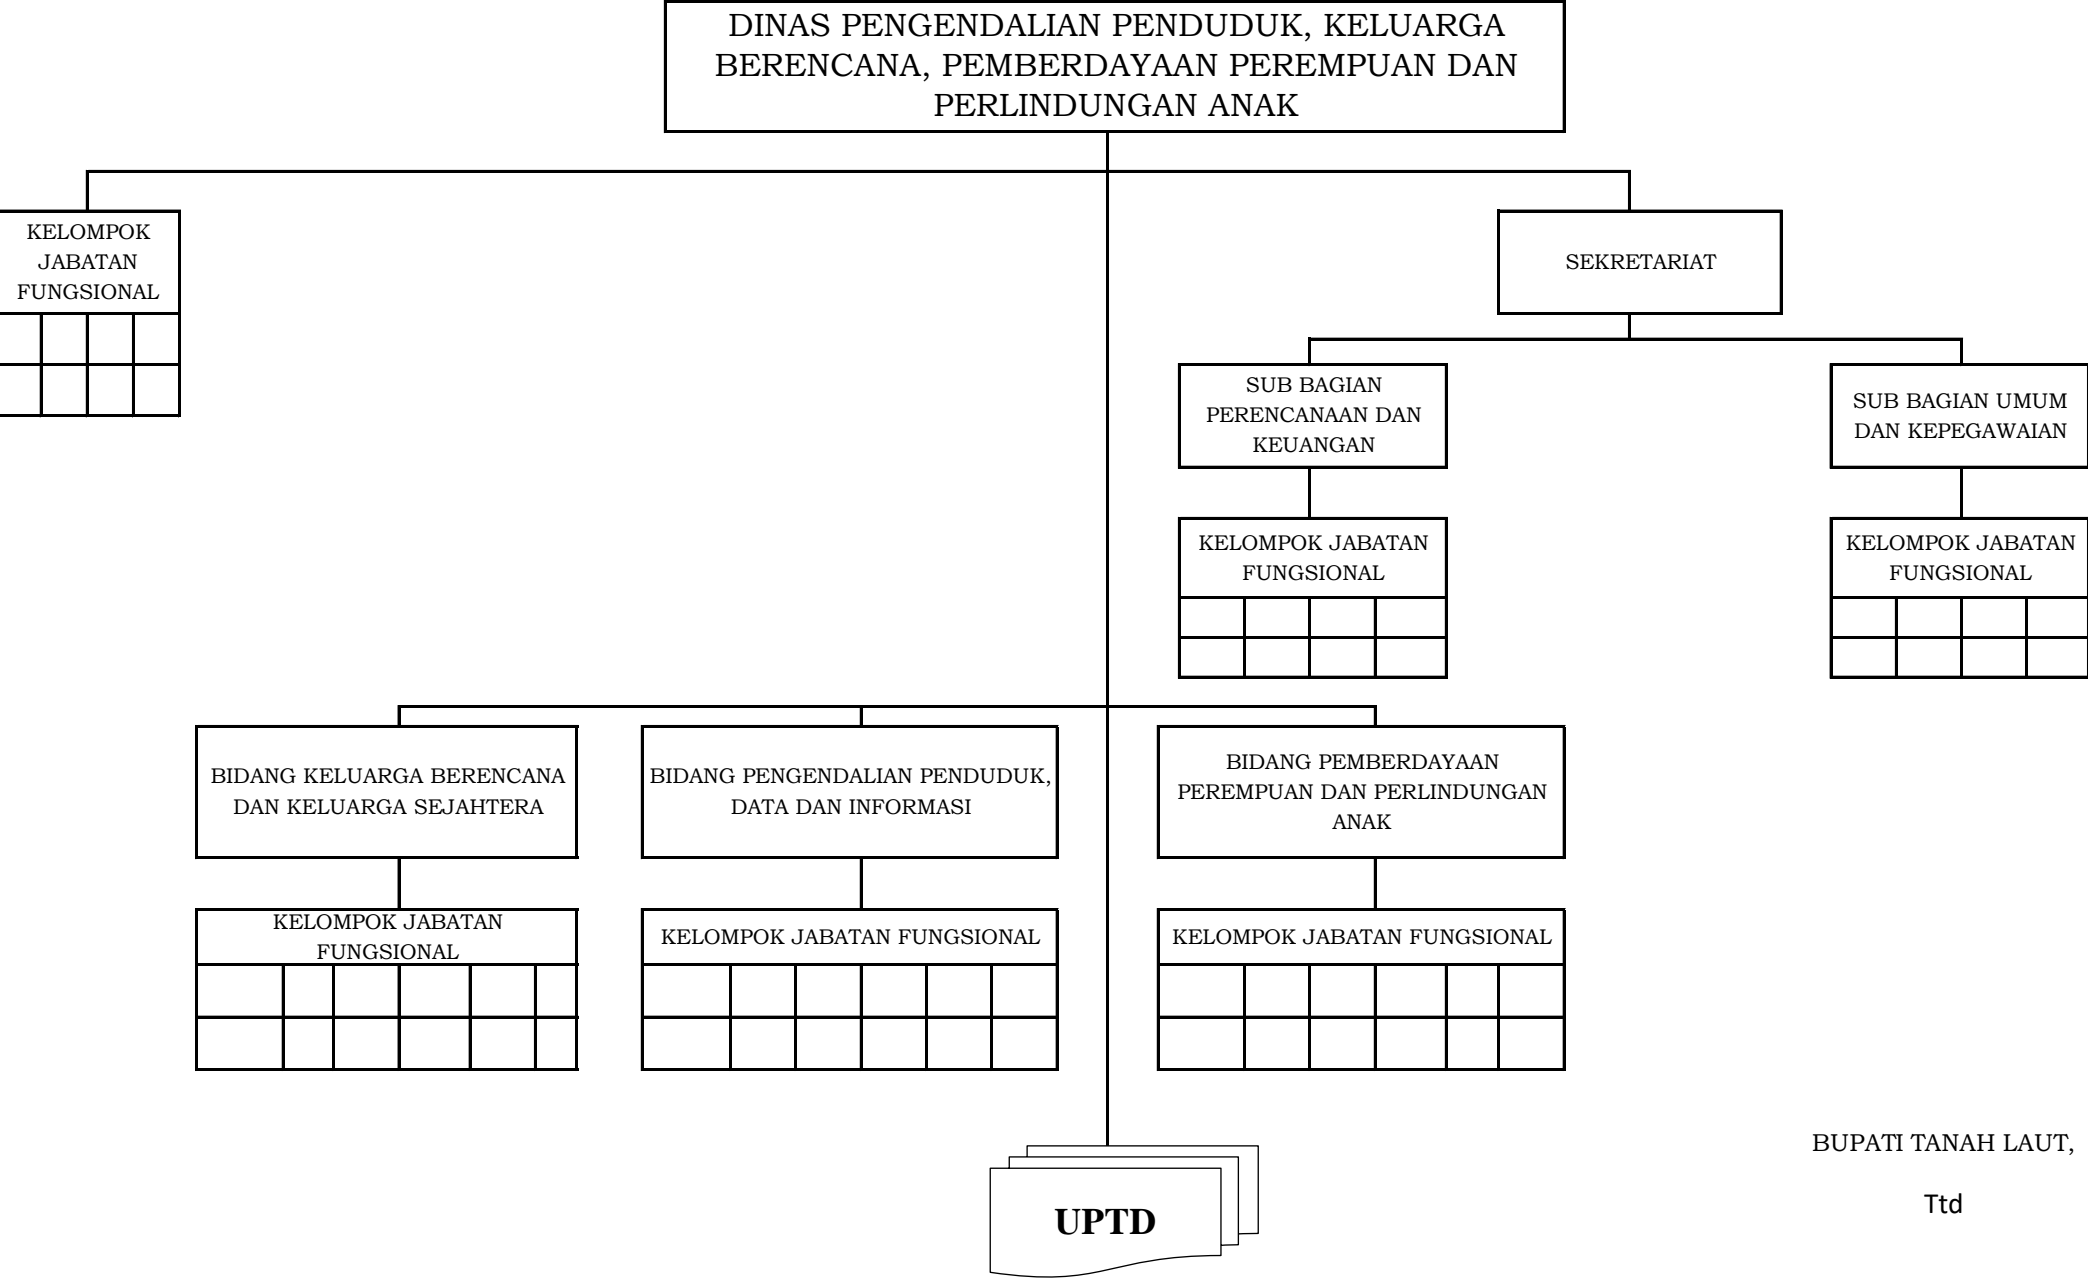 DINAS PENGENDALIAN PENDUDUK, KELUARGA
BERENCANA, PEMBERDAYAAN PEREMPUAN DAN
PERLINDUNGAN ANAK
KELOMPOK
JABATAN
FUNGSIONAL
SEKRETARIAT
SUB BAGIAN
PERENCANAAN DAN
KEUANGAN
SUB BAGIAN UMUM
DAN KEPEGAWAIAN
KELOMPOK JABATAN
FUNGSIONAL
KELOMPOK JABATAN
FUNGSIONAL
BIDANG KELUARGA BERENCANA
DAN KELUARGA SEJAHTERA
BIDANG PENGENDALIAN PENDUDUK,
DATA DAN INFORMASI
BIDANG PEMBERDAYAAN
PEREMPUAN DAN PERLINDUNGAN
ANAK
KELOMPOK JABATAN
FUNGSIONAL
KELOMPOK JABATAN FUNGSIONAL
KELOMPOK JABATAN FUNGSIONAL
UPTD
BUPATI TANAH LAUT,
Ttd